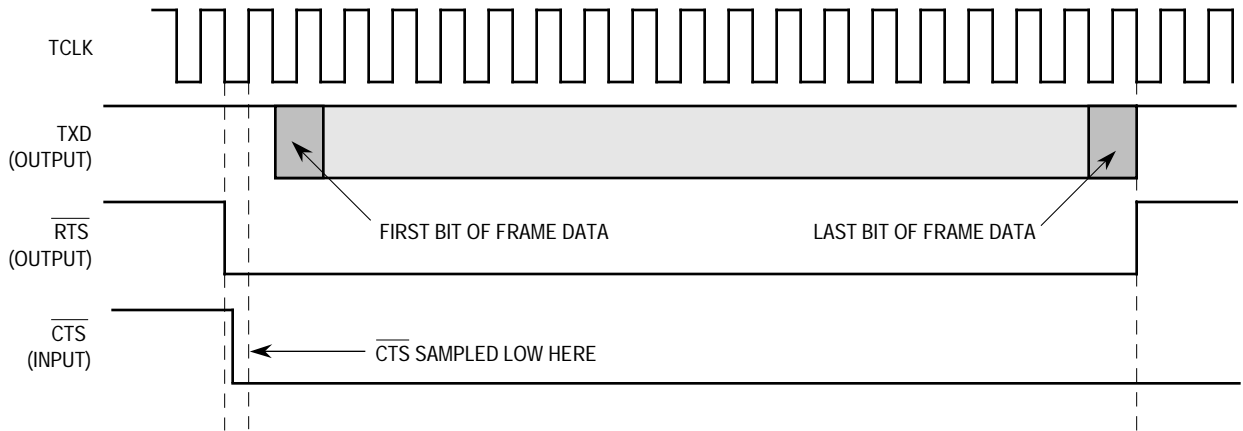 TCLK
TXD
(OUTPUT)
FIRST BIT OF FRAME DATA
LAST BIT OF FRAME DATA
RTS
(OUTPUT)
CTS
(INPUT)
CTS SAMPLED LOW HERE